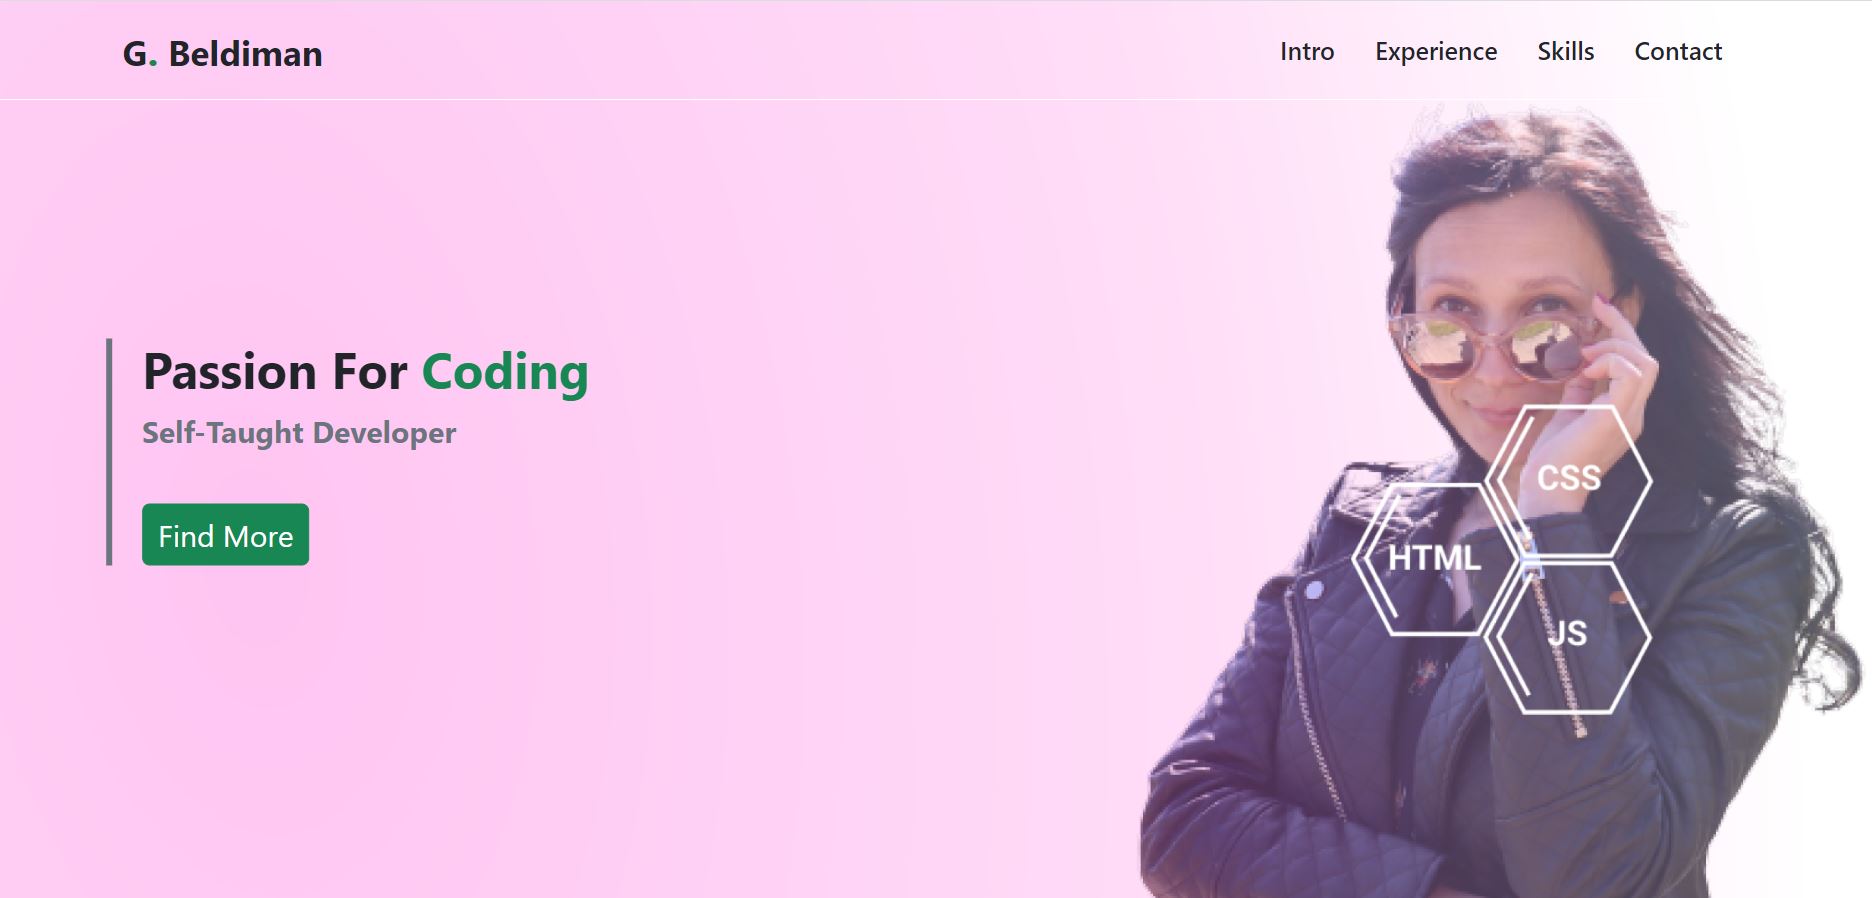 G. Beldiman
Intro Experience Skills Contact
Passion For Coding
Self-Taught Developer
Find More
CSS
HTML
JS